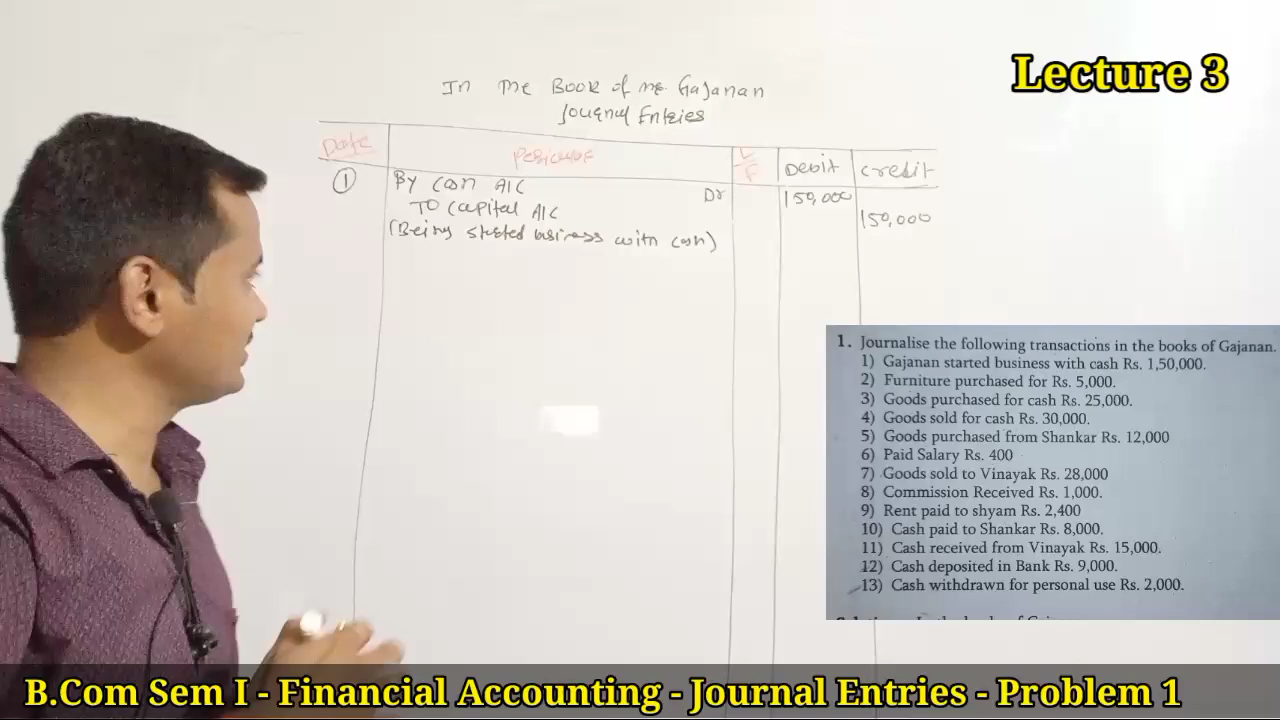 Lecture 3
In The Book of Mr. Gajanan
Journal Entries
Date
L/F
Debit
Credit
①
By Cash A/C
Dr
150,000
To Capital A/C
150,000
(Being started business with cash)
1. Journalise the following transactions in the books of Gajanan.
1) Gajanan started business with cash Rs. 1,50,000.
2) Furniture purchased for Rs. 5,000.
3) Goods purchased for cash Rs. 25,000.
4) Goods sold for cash Rs. 30,000.
5) Goods purchased from Shankar Rs. 12,000
6) Paid Salary Rs. 400
7) Goods sold to Vinayak Rs. 28,000
8) Commission Received Rs. 1,000.
9) Rent paid to shyam Rs. 2,400
10) Cash paid to Shankar Rs. 8,000.
11) Cash received from Vinayak Rs. 15,000.
12) Cash deposited in Bank Rs. 9,000.
13) Cash withdrawn for personal use Rs. 2,000.
B.Com Sem I - Financial Accounting - Journal Entries - Problem 1